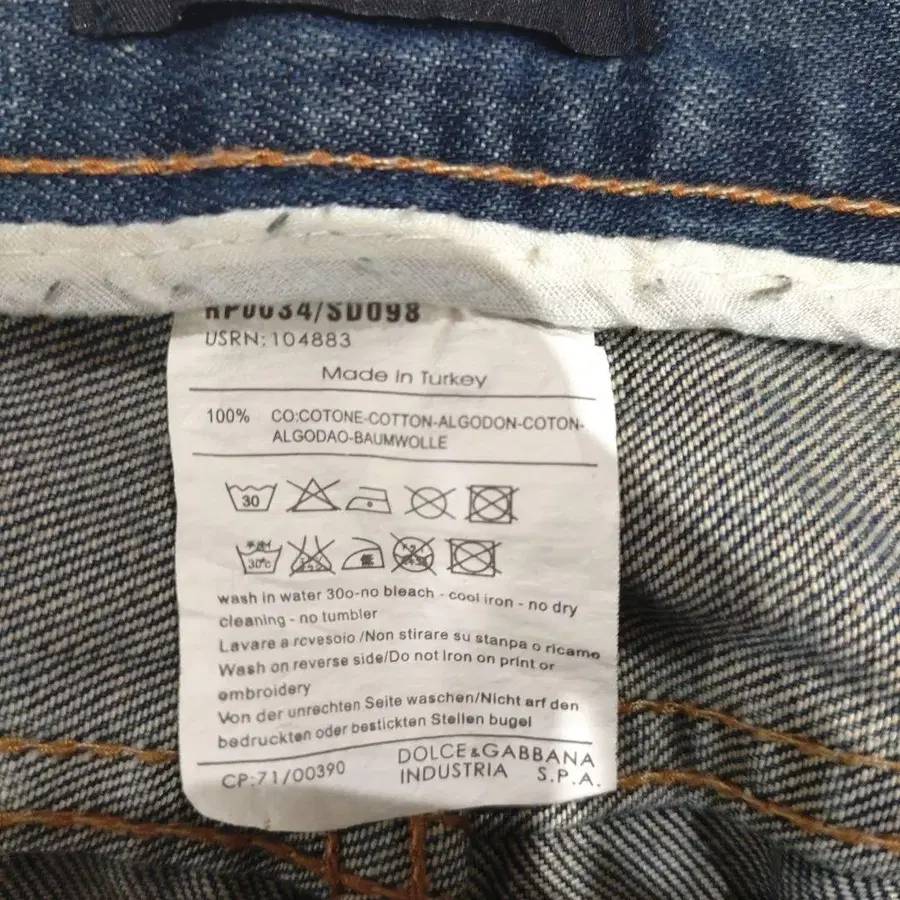 RP0034/SD098
USRN:104883
Made in Turkey
100% CO:COTONE-COTTON-ALGODON-COTON-
ALGODAO-BAUMWOLLE
30
30°c 低
wash in water 30o-no bleach - cool iron - no dry
cleaning - no tumbler
Lavare a rcvesoio /Non stirare su stanpa o ricamo
Wash on reverse side/Do not Iron on print or
embroidery
Von der unrechten Seite waschen/Nicht arf den
bedruckten oder bestickten Stellen bugel
CP:71/00390
DOLCE&GABBANA
INDUSTRIA S.P.A.